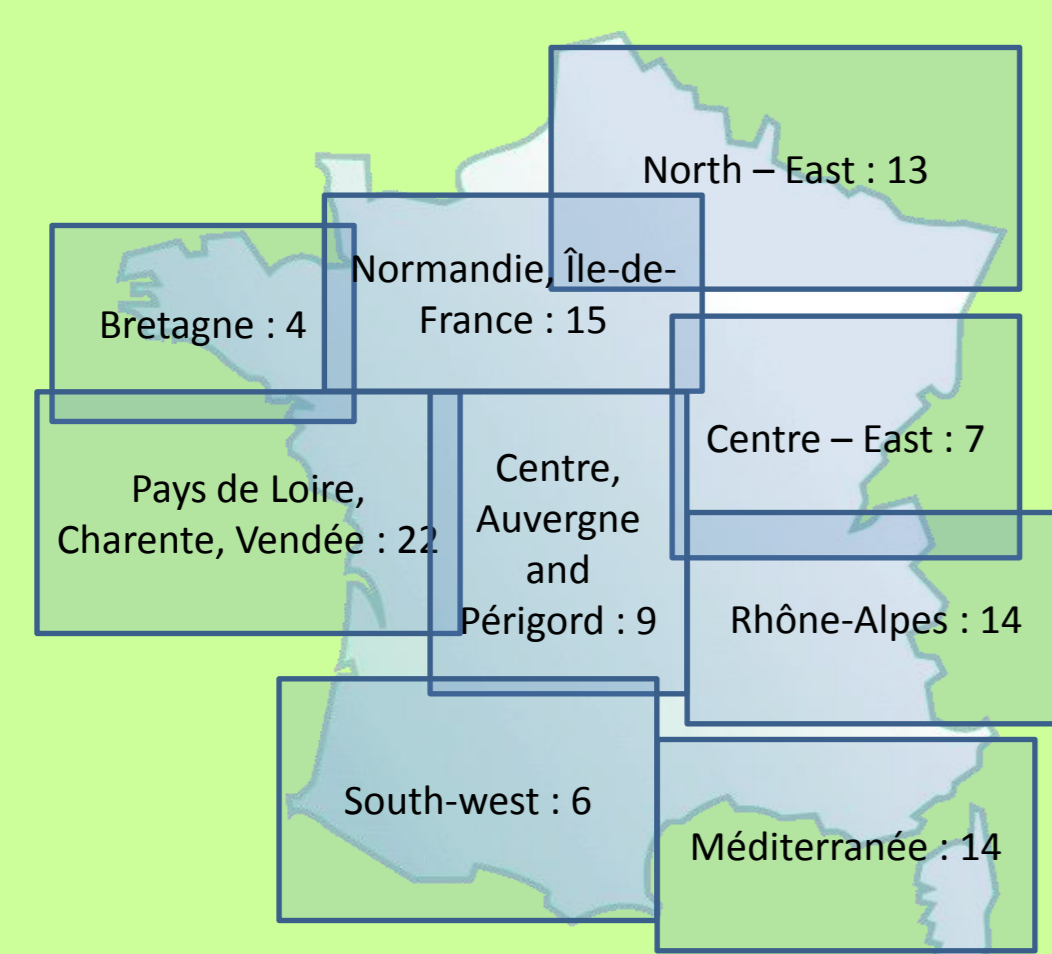 North – East : 13
Normandie, Île-de-
France : 15
Bretagne : 4
Centre – East : 7
Pays de Loire,
Charente, Vendée : 22
Centre,
Auvergne
and
Périgord : 9
Rhône-Alpes : 14
South-west : 6
Méditerranée : 14